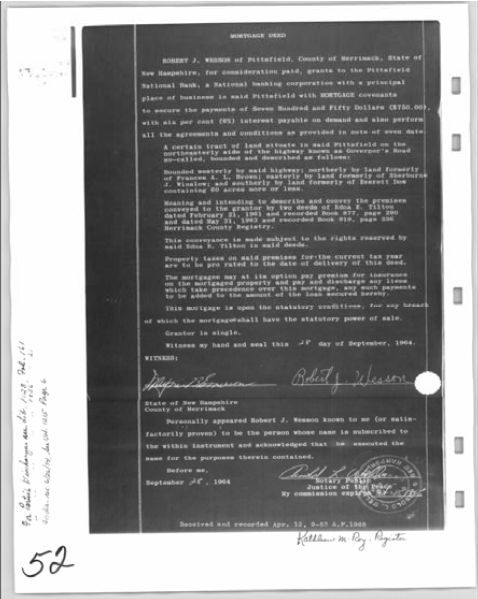 MORTGAGE DEED
ROBERT J. WESSON of Pittsfield, County of Merrimack, State of
New Hampshire, for consideration paid, grants to the Pittsfield
National Bank, a National banking corporation with a principal
place of business in said Pittsfield with MORTGAGE covenants
to secure the payments of Seven Hundred and Fifty Dollars ($750.00),
with six per cent (6%) interest payable on demand and also perform
all the agreements and conditions as provided in note of even date.
A certain tract of land situate in said Pittsfield on the
northeasterly side of the highway known as Governor's Road
so-called, bounded and described as follows:
Bounded westerly by said highway; northerly by land formerly
of Frances A. L. Brown; easterly by land formerly of Sherburne
J. Winslow; and southerly by land formerly of Everett Dow
containing 60 acres more or less.
Meaning and intending to describe and convey the premises
conveyed to the grantor by two deeds of Edna E. Tilton
dated February 21, 1961 and recorded Book 877, page 290
and dated May 21, 1963 and recorded Book 919, page
Merrimack County Registry.
This conveyance is made subject to the rights reserved by
said Edna E. Tilton in said deeds.
Property taxes on said premises for the current tax year
are to be pro rated to the date of delivery of this deed.
The mortgagee may at its option pay premium for insurance
on the mortgaged property and pay and discharge any liens
which take precedence over this mortgage, any such payments
to be added to the amount of the loan secured hereby.
This mortgage is upon the statutory conditions, for any breach
of which the mortgagee shall have the statutory power of sale.
Grantor is single.
Witness my hand and seal this 28 day of September, 1964.
WITNESS:
Robert J. Wesson
State of New Hampshire
County of Merrimack
Personally appeared Robert J. Wesson known to me (or satis-
factorily proven) to be the person whose name is subscribed to
the within instrument and acknowledged that he executed the
same for the purposes therein contained.
Before me,
September 28, 1964
Notary Public
Justice of the Peace
My commission expires
Received and recorded Apr. 12, 9-53 A.M. 1965
Kathleen M. Roy, Register
52